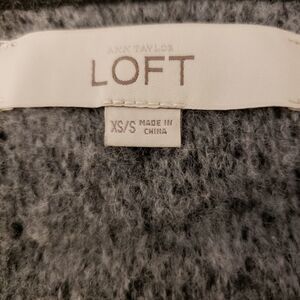 ANN TAYLOR
LOFT
XS/S MADE IN
CHINA